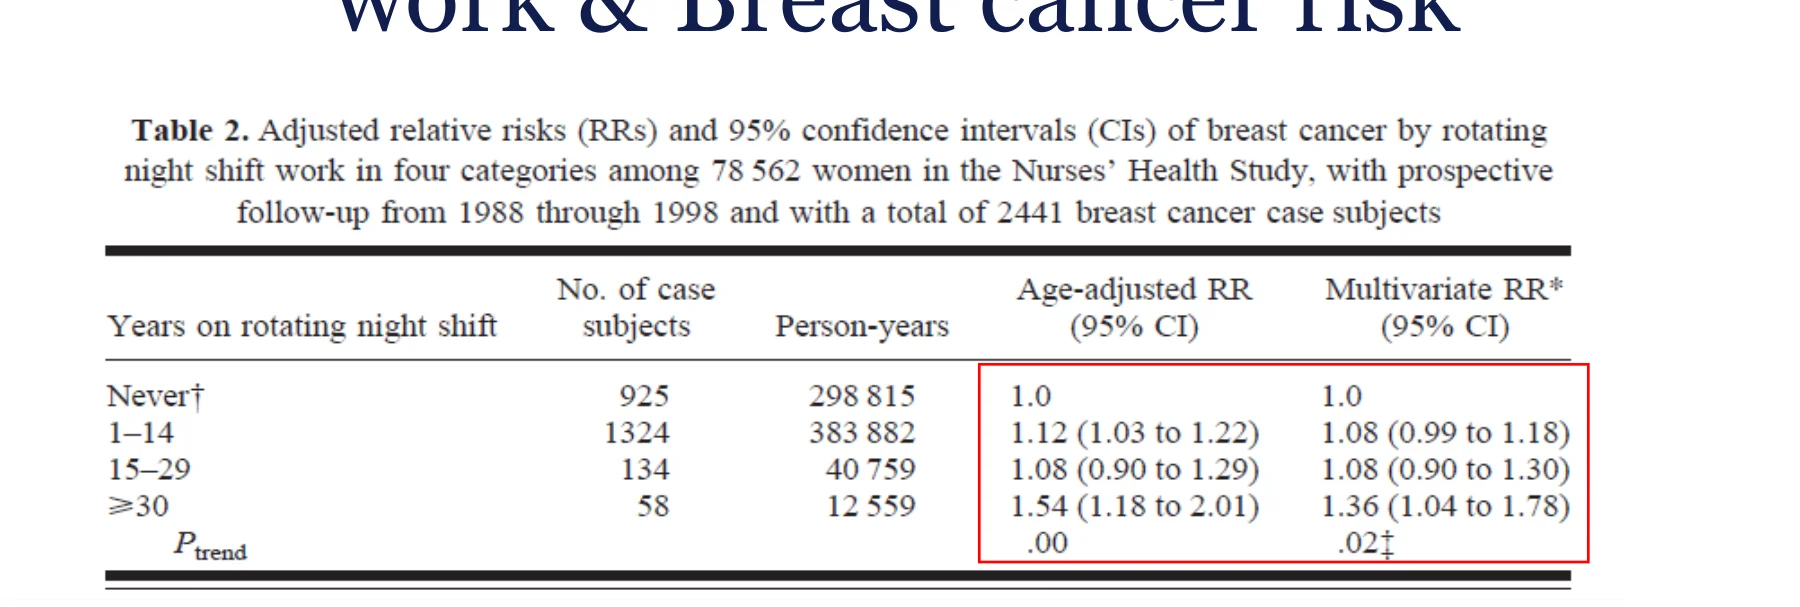 work & Breast cancer risk
Table 2. Adjusted relative risks (RRs) and 95% confidence intervals (CIs) of breast cancer by rotating
night shift work in four categories among 78 562 women in the Nurses’ Health Study, with prospective
follow-up from 1988 through 1998 and with a total of 2441 breast cancer case subjects
Years on rotating night shift No. of case subjects Person-years Age-adjusted RR (95% CI) Multivariate RR* (95% CI)
Never† 925 298 815 1.0 1.0
1–14 1324 383 882 1.12 (1.03 to 1.22) 1.08 (0.99 to 1.18)
15–29 134 40 759 1.08 (0.90 to 1.29) 1.08 (0.90 to 1.30)
⩾30 58 12 559 1.54 (1.18 to 2.01) 1.36 (1.04 to 1.78)
Ptrend .00 .02‡